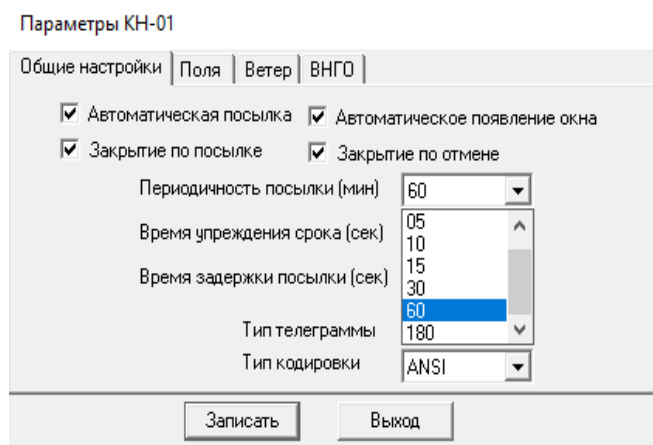 Параметры КН-01
Общие настройки Поля Ветер ВНГО
Автоматическая посылка Автоматическое появление окна
Закрытие по посылке Закрытие по отмене
Периодичность посылки (мин) 60
05
Время упреждения срока (сек) 10
15
Время задержки посылки (сек) 30
60
Тип телеграммы 180
Тип кодировки ANSI
Записать Выход